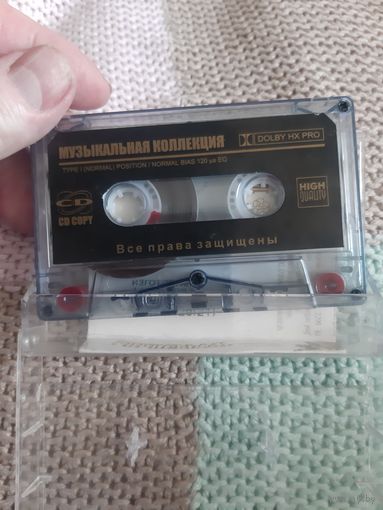 МУЗЫКАЛЬНАЯ КОЛЛЕКЦИЯ
DOLBY HX PRO
TYPE I (NORMAL) POSITION / NORMAL BIAS 120 µs EQ
CD
CD COPY
HIGH
QUALITY
Все права защищены